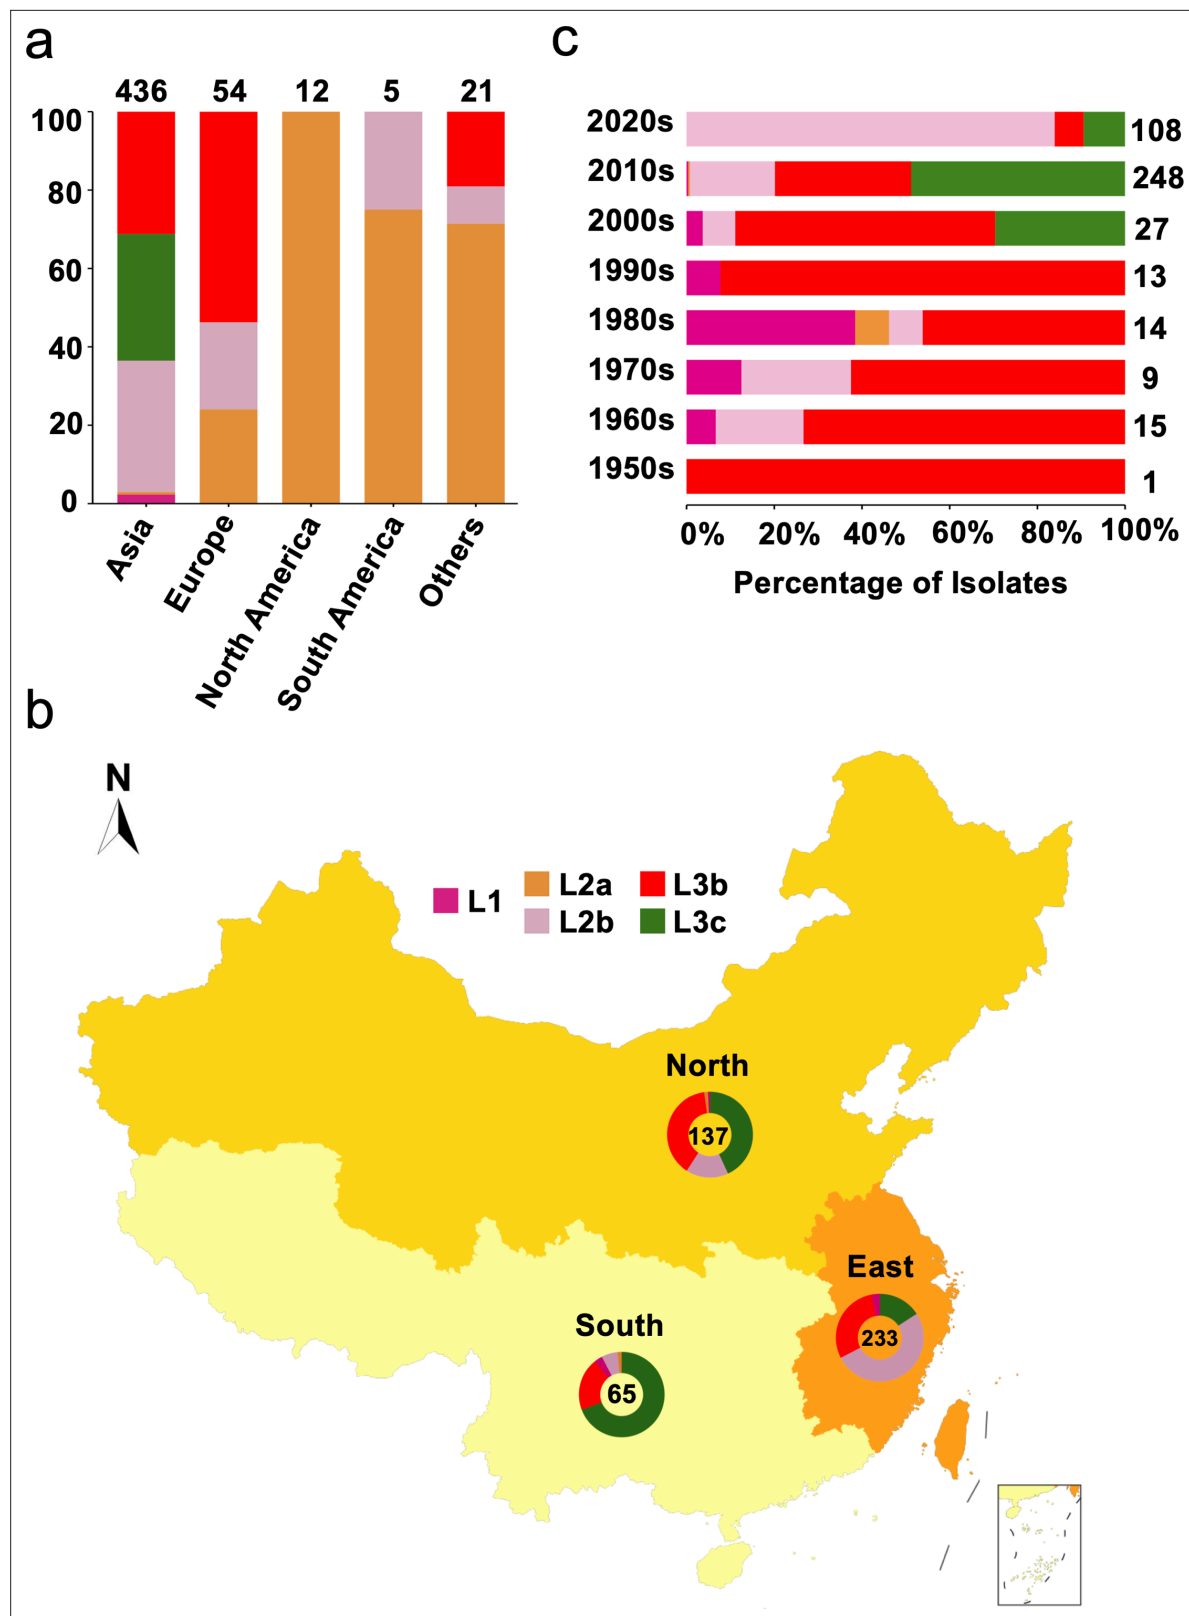 a
436 54 12 5 21
100
80
60
40
20
0
Asia
Europe
North America
South America
Others
c
2020s 108
2010s 248
2000s 27
1990s 13
1980s 14
1970s 9
1960s 15
1950s 1
0% 20% 40% 60% 80% 100%
Percentage of Isolates
b
N
L1
L2a
L2b
L3b
L3c
North
137
East
233
South
65